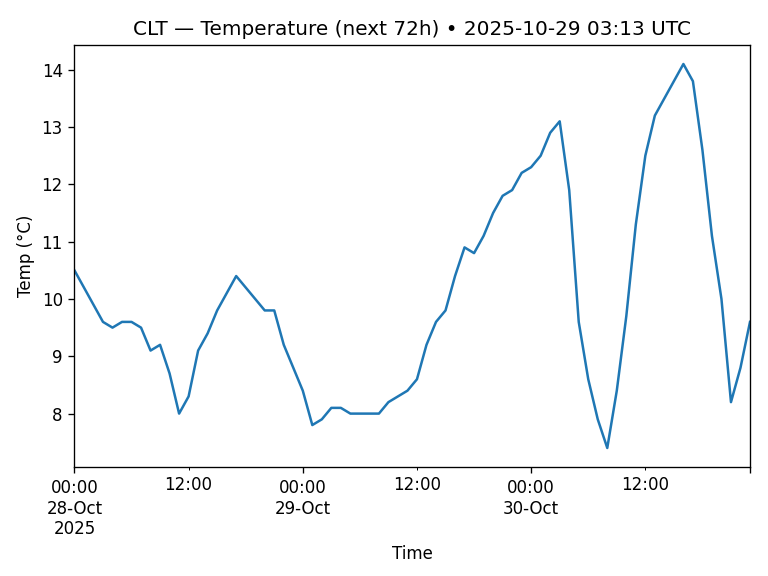 CLT — Temperature (next 72h) • 2025-10-29 03:13 UTC
Temp (°C)
14
13
12
11
10
9
8
00:00 12:00 00:00 12:00 00:00 12:00
28-Oct 29-Oct 30-Oct
2025
Time